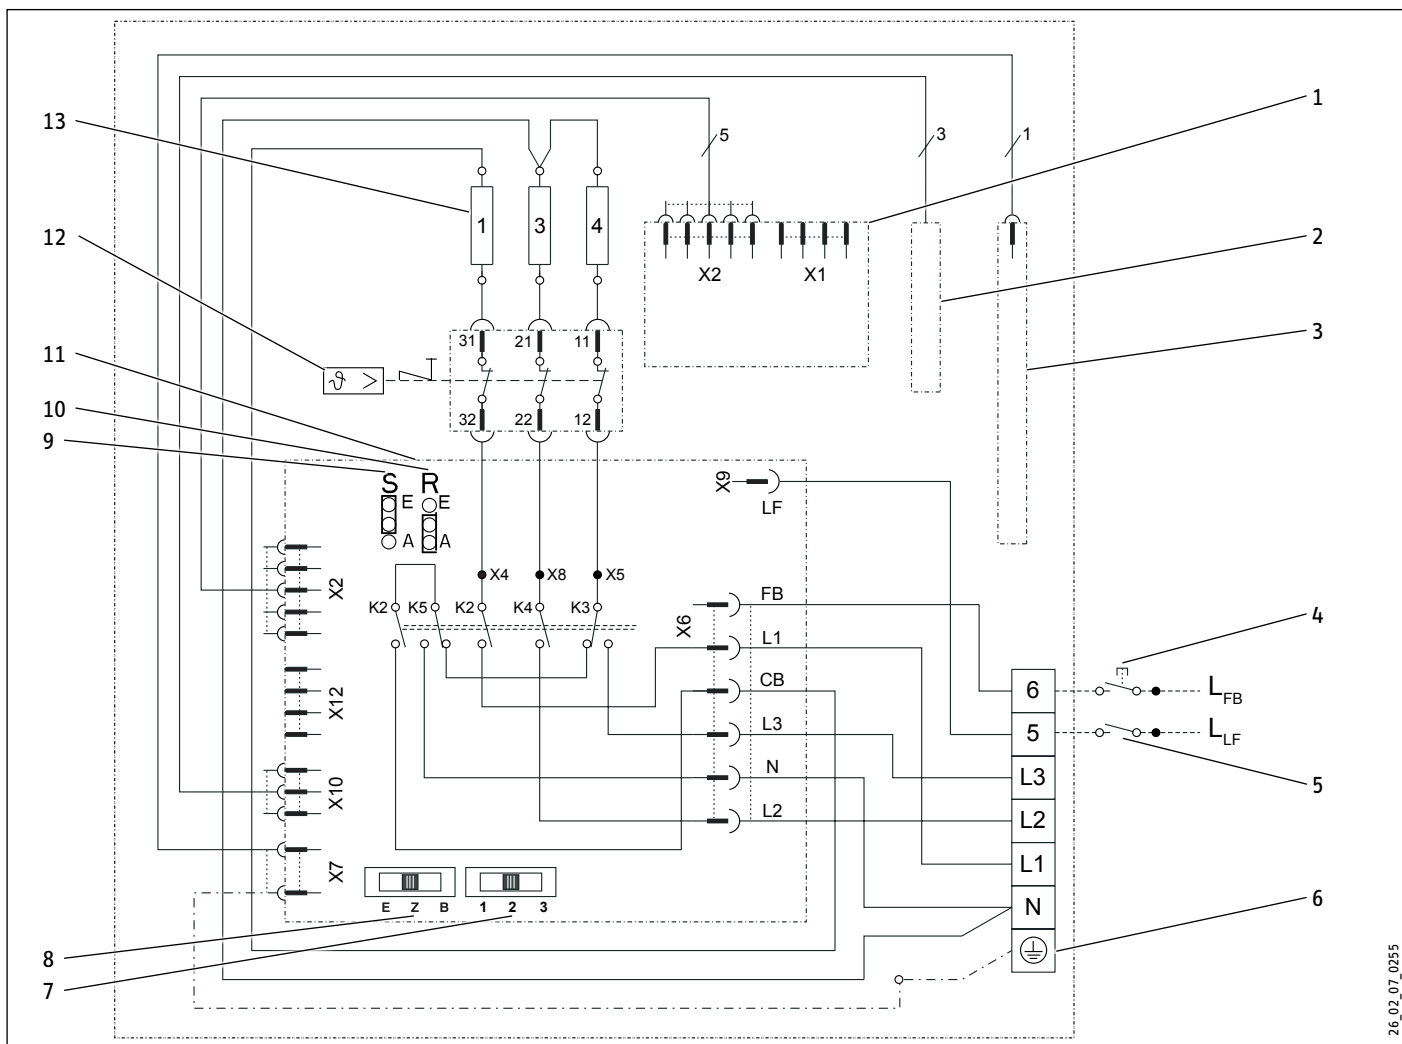 13
12
11
10
9
1
2
3
4
5
6
8
7
5
3
1
1
3
4
X2
X1
31
21
11
ϑ >
32
22
12
S
R
E
E
A
A
X9
LF
X4
X8
X5
K2
K5
K2
K4
K3
X2
X12
X10
X7
X6
FB
L1
CB
L3
N
L2
6
5
L3
L2
L1
N
LFB
LLF
E Z B
1 2 3
26_02_07_0255